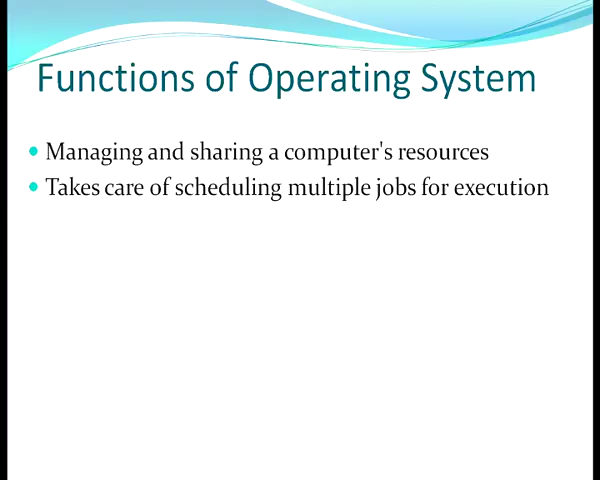 Functions of Operating System
Managing and sharing a computer's resources
Takes care of scheduling multiple jobs for execution